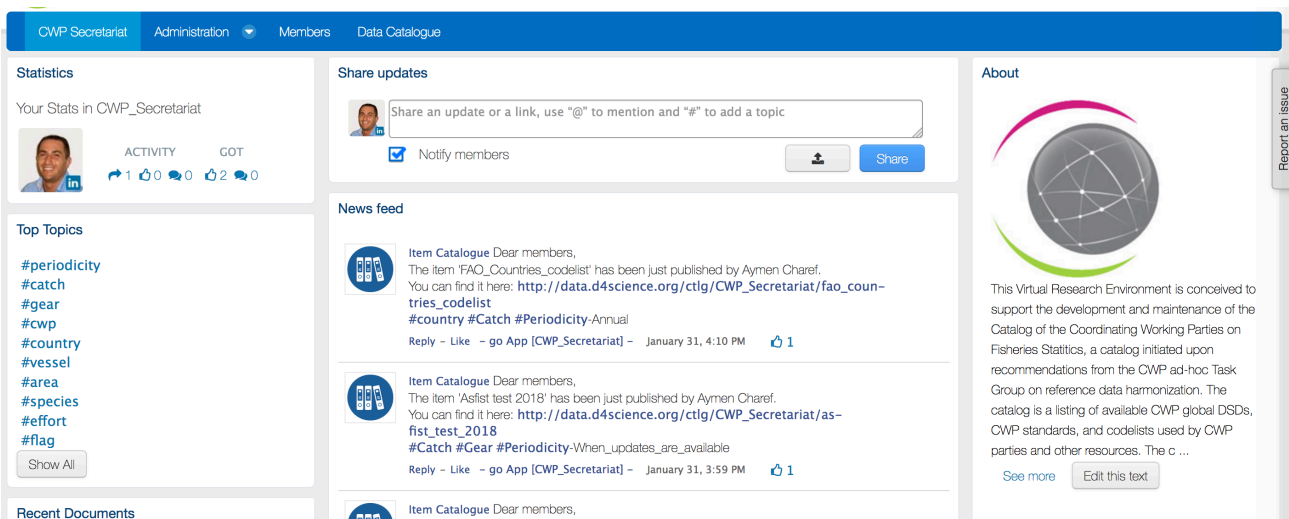 CWP Secretariat Administration Members Data Catalogue
Statistics
Your Stats in CWP_Secretariat
in
ACTIVITY GOT
1 0 0 2 0
Top Topics
#periodicity
#catch
#gear
#cwp
#country
#vessel
#area
#species
#effort
#flag
Show All
Recent Documents
Share updates
in
Share an update or a link, use "@" to mention and "#" to add a topic
Notify members
Share
News feed
Item Catalogue Dear members,
The item 'FAO_Countries_codelist' has been just published by Aymen Charef.
You can find it here: http://data.d4science.org/ctlg/CWP_Secretariat/fao_coun-
tries_codelist
#country #Catch #Periodicity-Annual
Reply - Like - go App [CWP_Secretariat] - January 31, 4:10 PM 1
Item Catalogue Dear members,
The item 'Asfist test 2018' has been just published by Aymen Charef.
You can find it here: http://data.d4science.org/ctlg/CWP_Secretariat/as-
fist_test_2018
#Catch #Gear #Periodicity-When_updates_are_available
Reply - Like - go App [CWP_Secretariat] - January 31, 3:59 PM 1
Item Catalogue Dear members,
About
This Virtual Research Environment is conceived to
support the development and maintenance of the
Catalog of the Coordinating Working Parties on
Fisheries Statitics, a catalog initiated upon
recommendations from the CWP ad-hoc Task
Group on reference data harmonization. The
catalog is a listing of available CWP global DSDs,
CWP standards, and codelists used by CWP
parties and other resources. The c ...
See more Edit this text
Report an issue